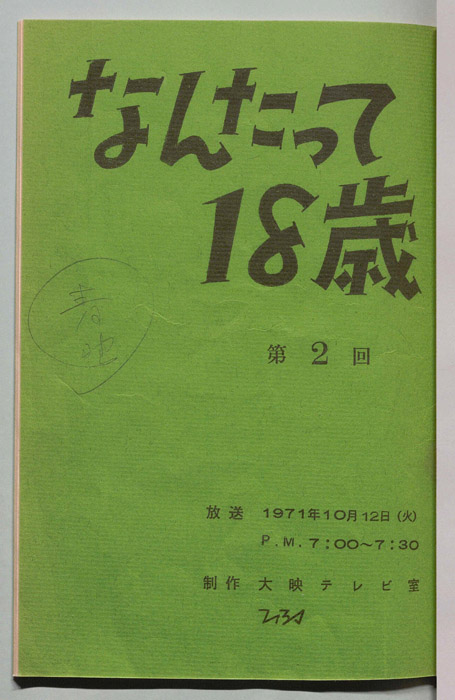 なんたって
18歳
第2回
放送 1971年10月12日(火)
P.M.7:00〜7:30
制作 大映テレビ室
TBS